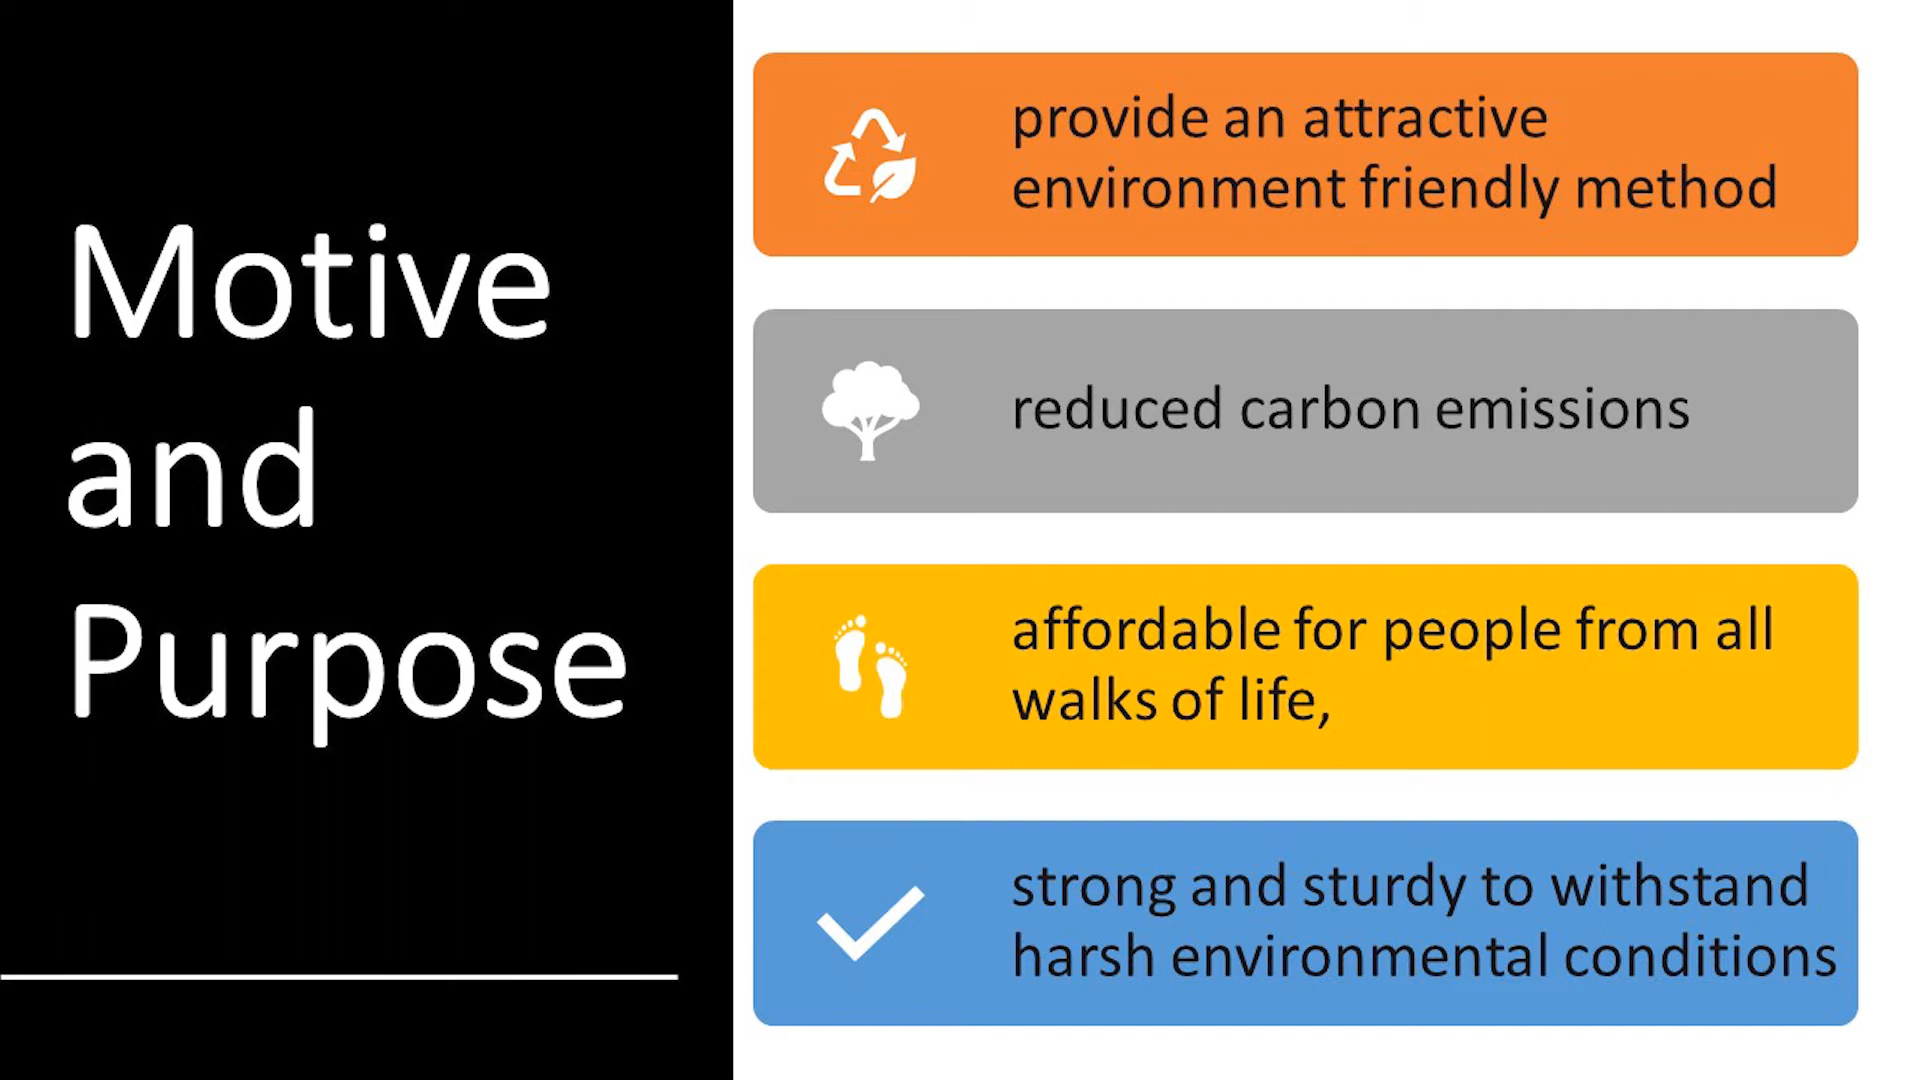 Motive
and
Purpose
provide an attractive
environment friendly method
reduced carbon emissions
affordable for people from all
walks of life,
strong and sturdy to withstand
harsh environmental conditions